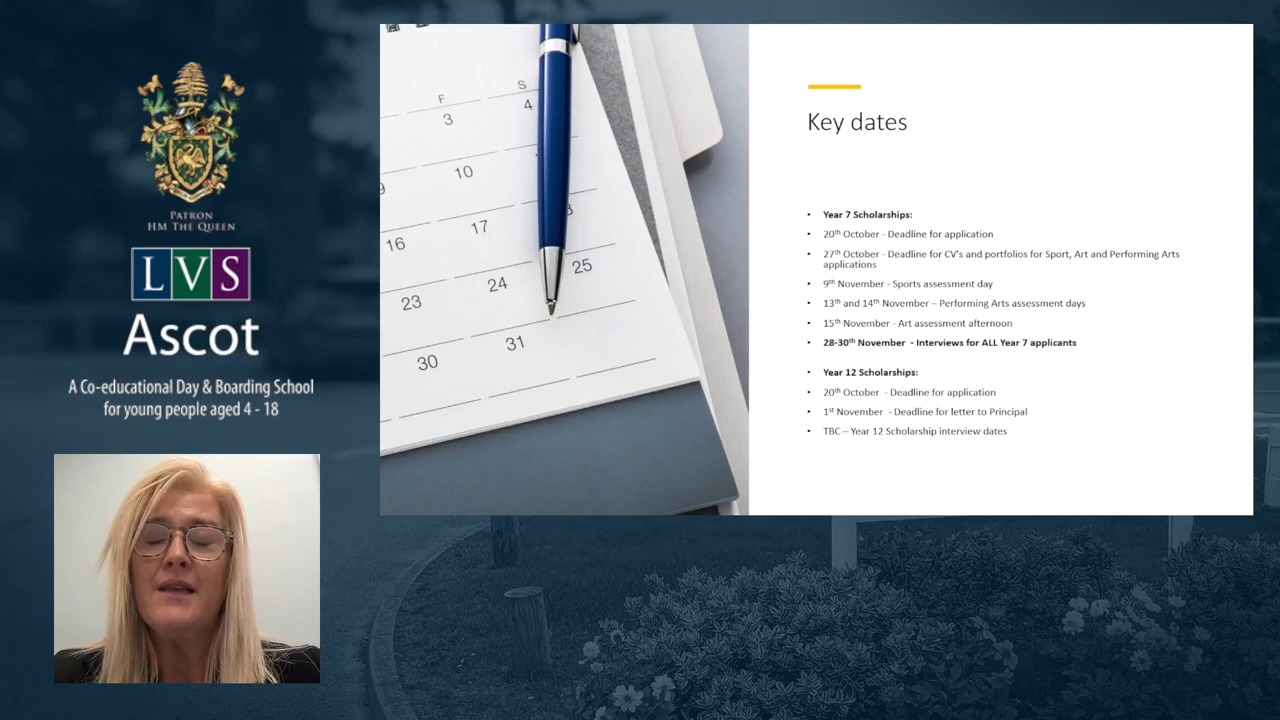 PATRON
HM THE QUEEN
LVS
Ascot
A Co-educational Day & Boarding School
for young people aged 4 - 18
F
S
3
4
10
17
16
25
24
23
31
30
Key dates
• Year 7 Scholarships:
• 20th October - Deadline for application
• 27th October - Deadline for CV's and portfolios for Sport, Art and Performing Arts
applications
• 9th November - Sports assessment day
• 13th and 14th November – Performing Arts assessment days
• 15th November - Art assessment afternoon
• 28-30th November - Interviews for ALL Year 7 applicants
• Year 12 Scholarships:
• 20th October - Deadline for application
• 1st November - Deadline for letter to Principal
• TBC – Year 12 Scholarship interview dates